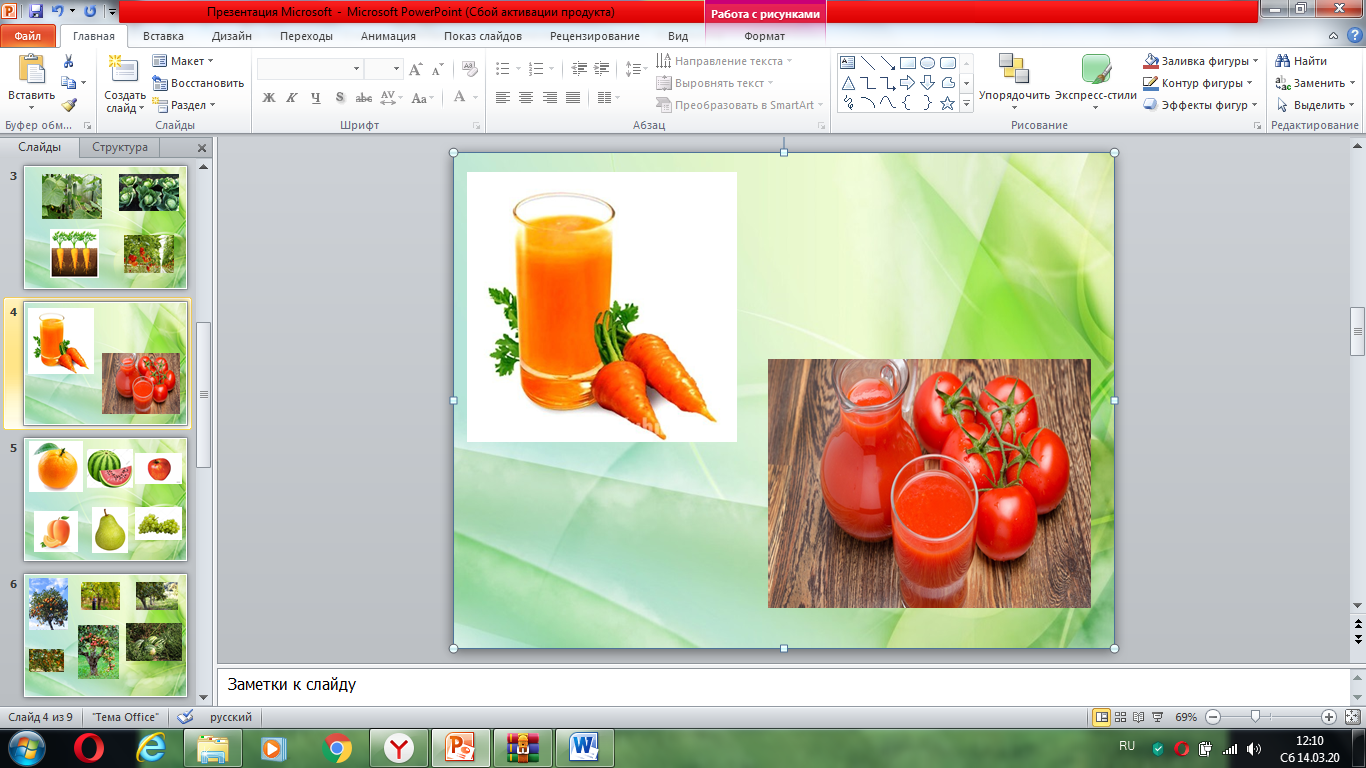 Презентация Microsoft - Microsoft PowerPoint (Сбой активации продукта)
Работа с рисунками
Файл Главная Вставка Дизайн Переходы Анимация Показ слайдов Рецензирование Вид Формат
Вставить
Буфер обм...
Создать слайд
Макет
Восстановить
Раздел
Слайды
Ж К Ч S abc AV Aa A
Шрифт
Направление текста
Выровнять текст
Преобразовать в SmartArt
Абзац
Упорядочить
Экспресс-стили
Заливка фигуры
Контур фигуры
Эффекты фигур
Рисование
Найти
Заменить
Выделить
Редактирование
Слайды Структура
3
4
5
6
Заметки к слайду
Слайд 4 из 9 "Тема Office" русский 69%
RU 12:10
Сб 14.03.20